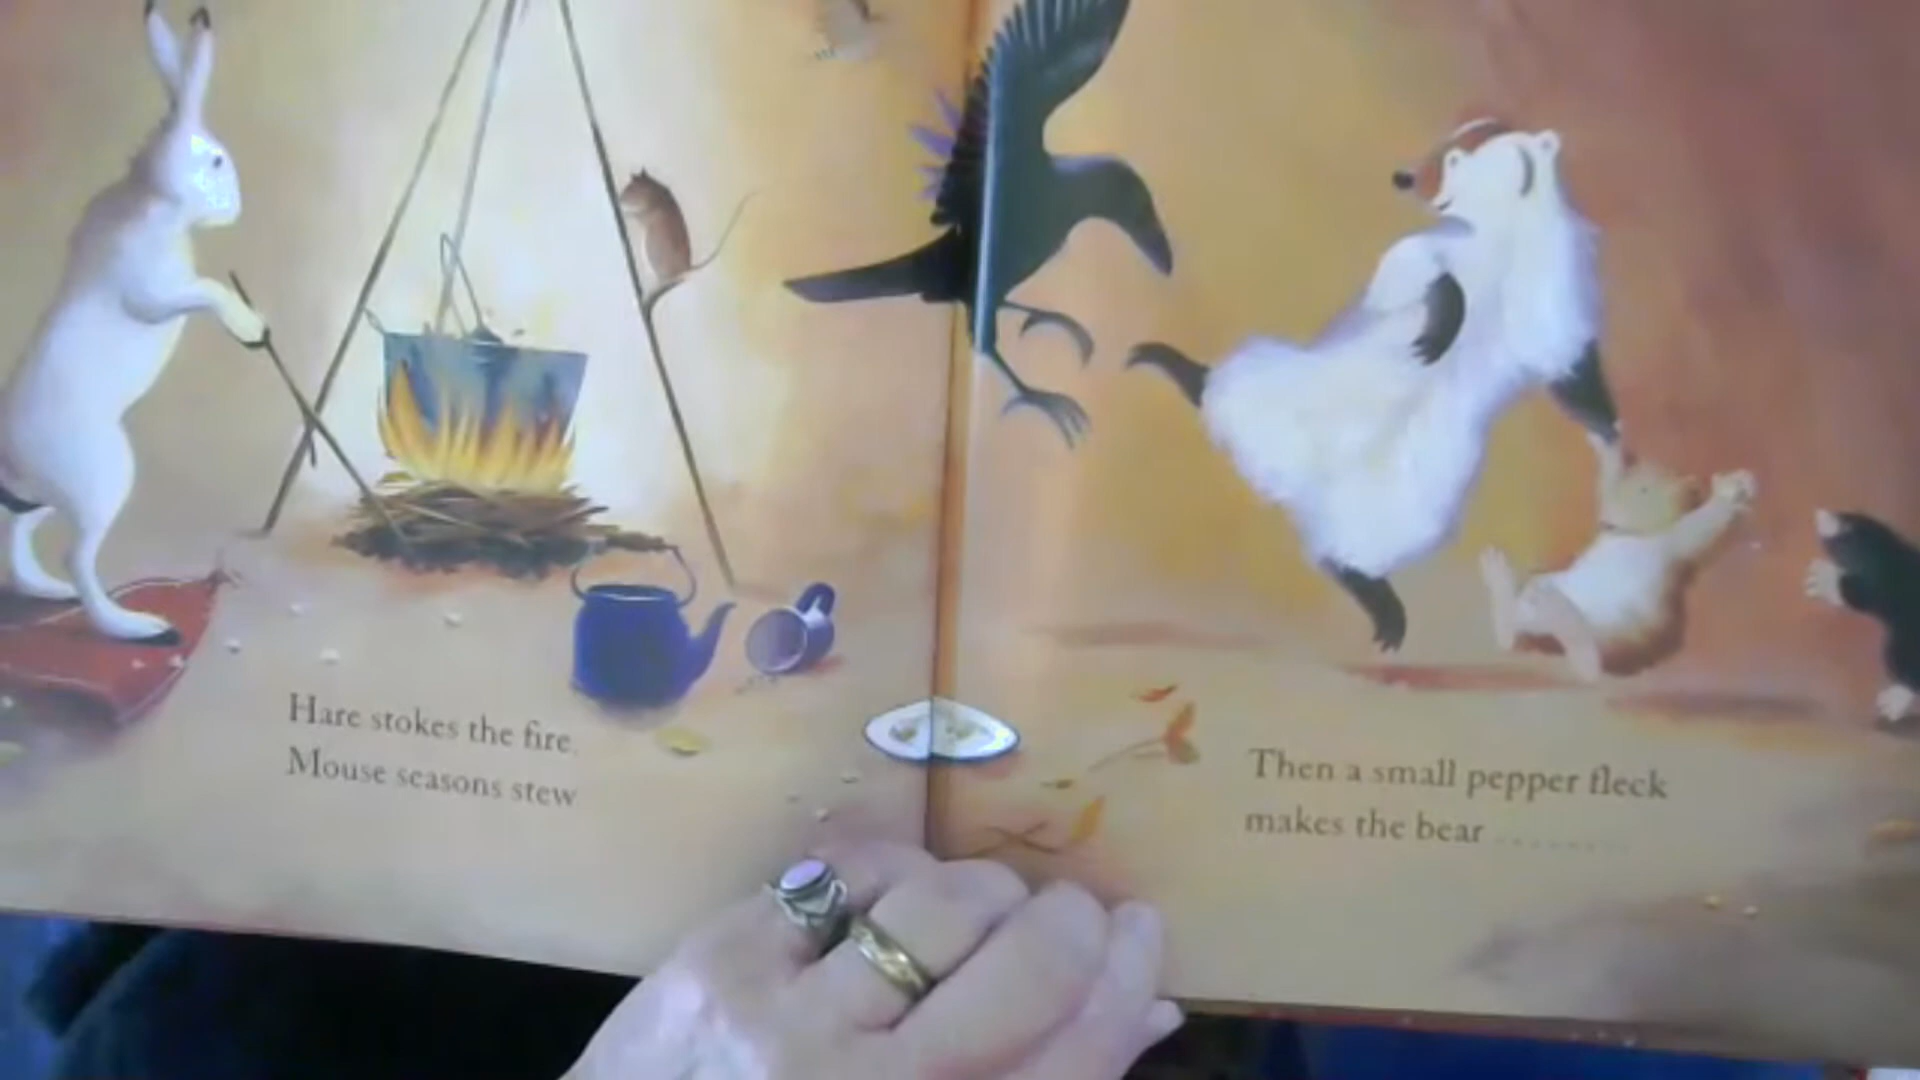 Hare stokes the fire.
Mouse seasons stew
Then a small pepper fleck
makes the bear ........